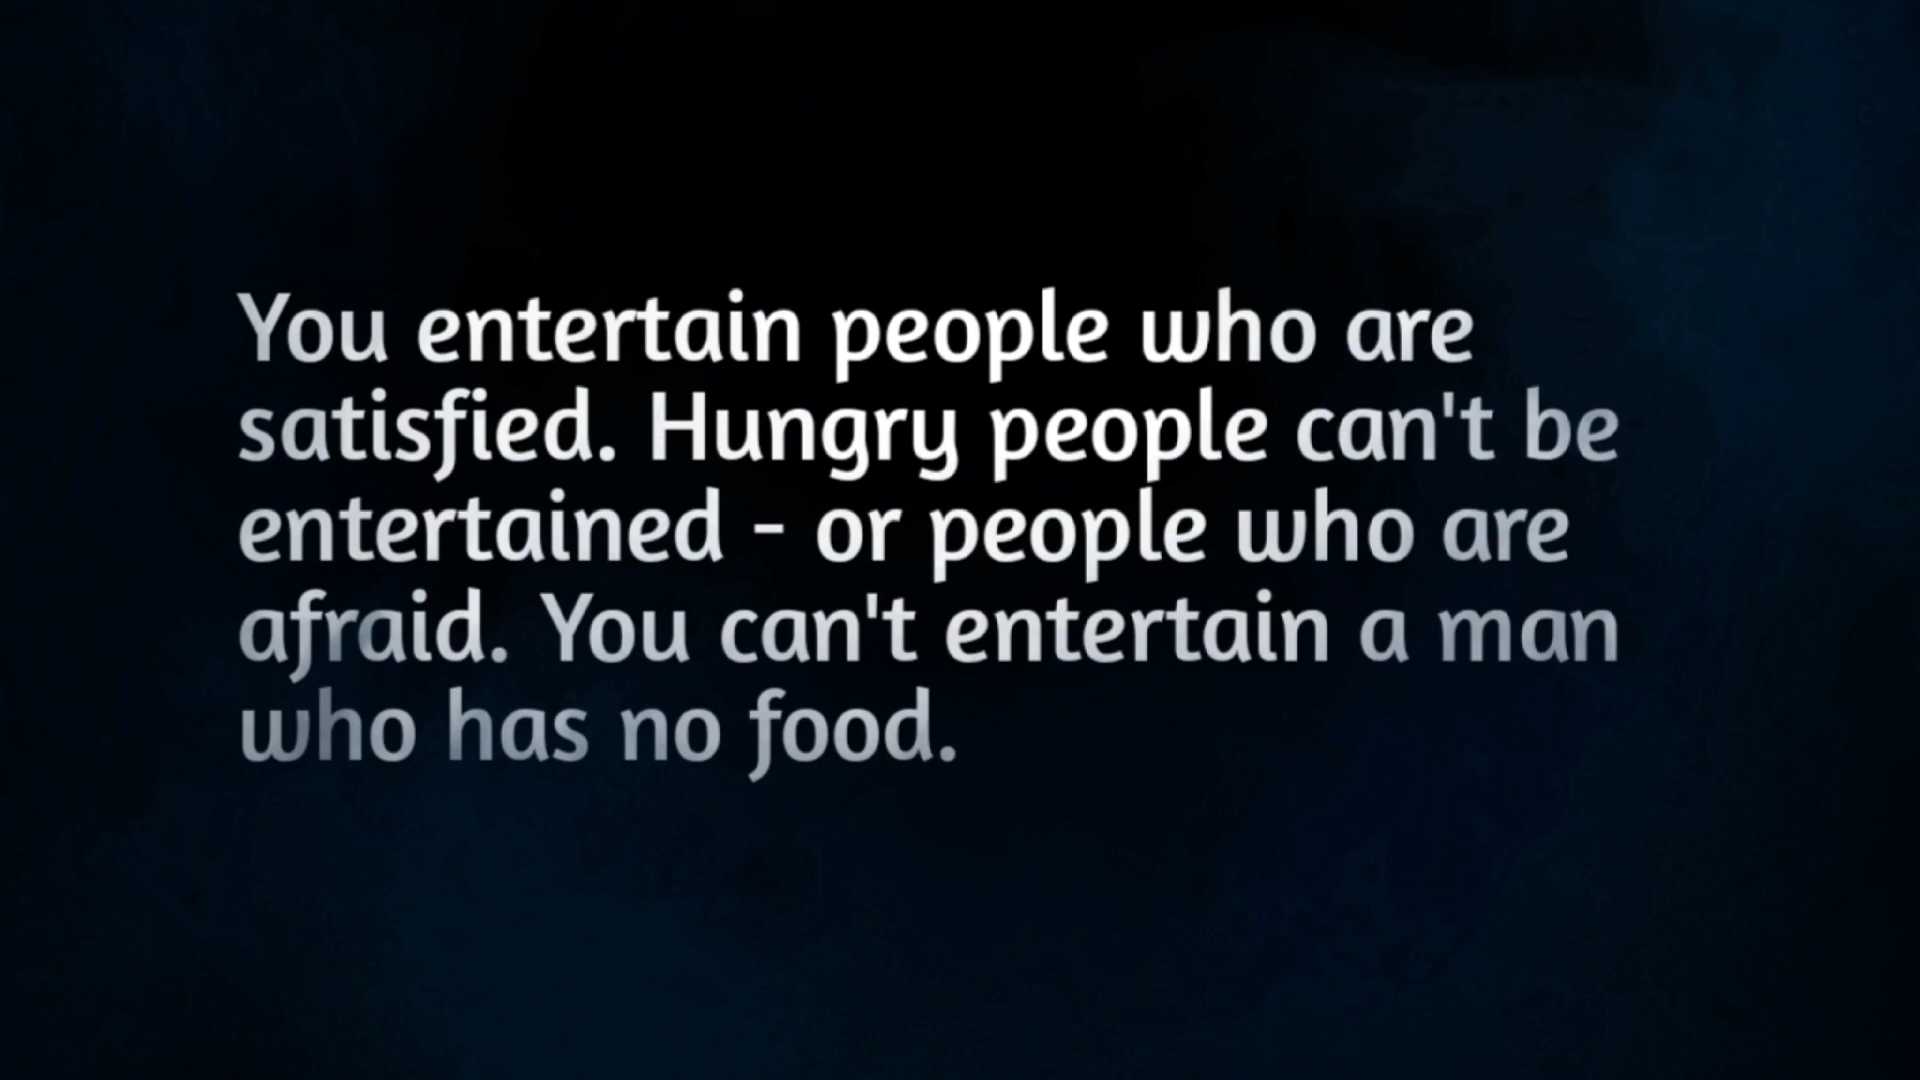 You entertain people who are
satisfied. Hungry people can't be
entertained - or people who are
afraid. You can't entertain a man
who has no food.